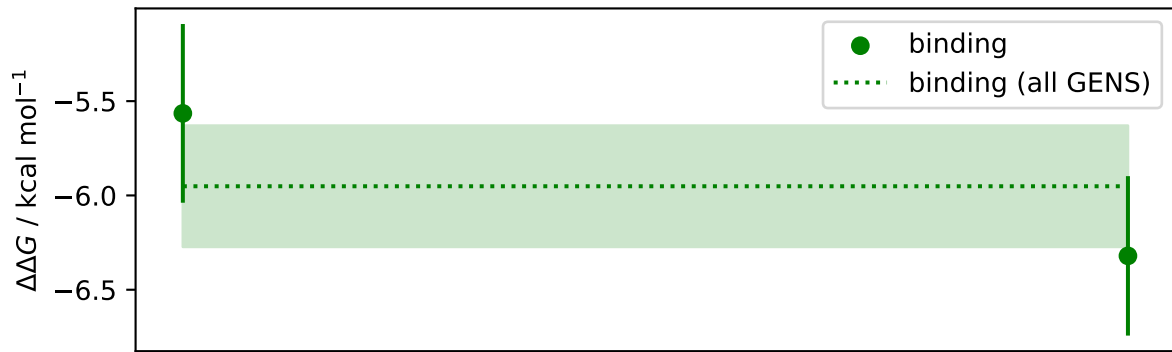 binding
binding (all GENS)
−5.5
−6.0
−6.5
ΔΔG / kcal mol⁻¹